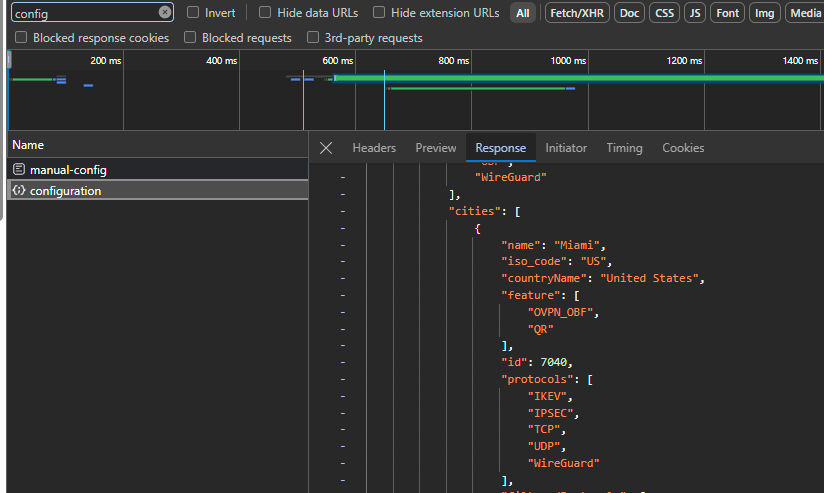 config
Invert
Hide data URLs
Hide extension URLs
All
Fetch/XHR
Doc
CSS
JS
Font
Img
Media
Blocked response cookies
Blocked requests
3rd-party requests
200 ms
400 ms
600 ms
800 ms
1000 ms
1200 ms
1400 ms
Name
Headers
Preview
Response
Initiator
Timing
Cookies
manual-config
configuration
- "WireGuard"
- ],
- "cities": [
- {
- "name": "Miami",
- "iso_code": "US",
- "countryName": "United States",
- "feature": [
- "OVPN_OBF",
- "QR"
- ],
- "id": 7040,
- "protocols": [
- "IKEV",
- "IPSEC",
- "TCP",
- "UDP",
- "WireGuard"
- ],